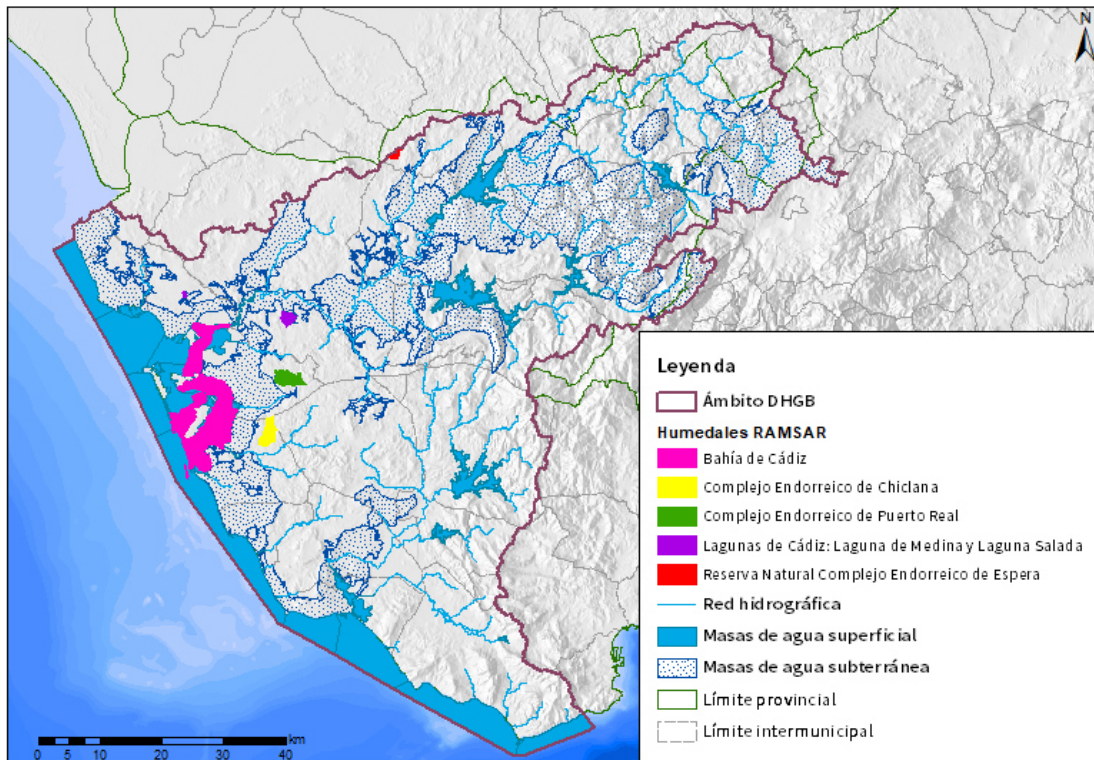 N
Leyenda
Ámbito DHGB
Humedales RAMSAR
Bahía de Cádiz
Complejo Endorreico de Chiclana
Complejo Endorreico de Puerto Real
Lagunas de Cádiz: Laguna de Medina y Laguna Salada
Reserva Natural Complejo Endorreico de Espera
Red hidrográfica
Masas de agua superficial
Masas de agua subterránea
Límite provincial
Límite intermunicipal
km
0 5 10 20 30 40